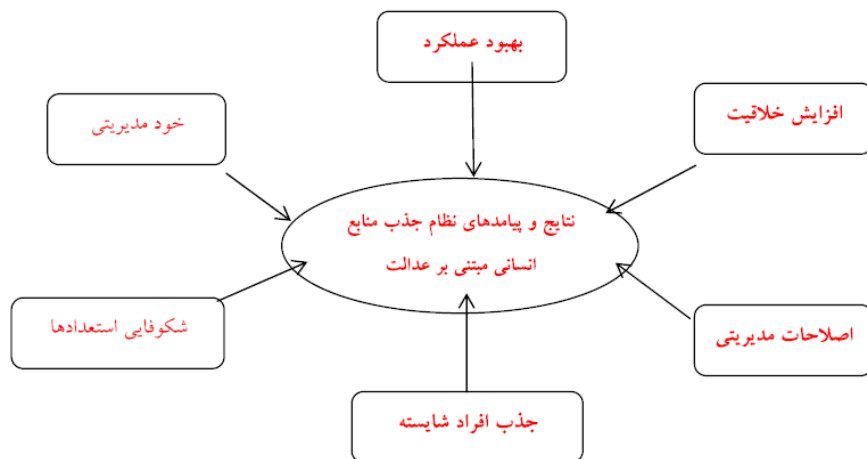 بهبود عملکرد
افزایش خلاقیت
خود مدیریتی
نتایج و پیامدهای نظام جذب منابع
انسانی مبتنی بر عدالت
اصلاحات مدیریتی
شکوفایی استعدادها
جذب افراد شایسته